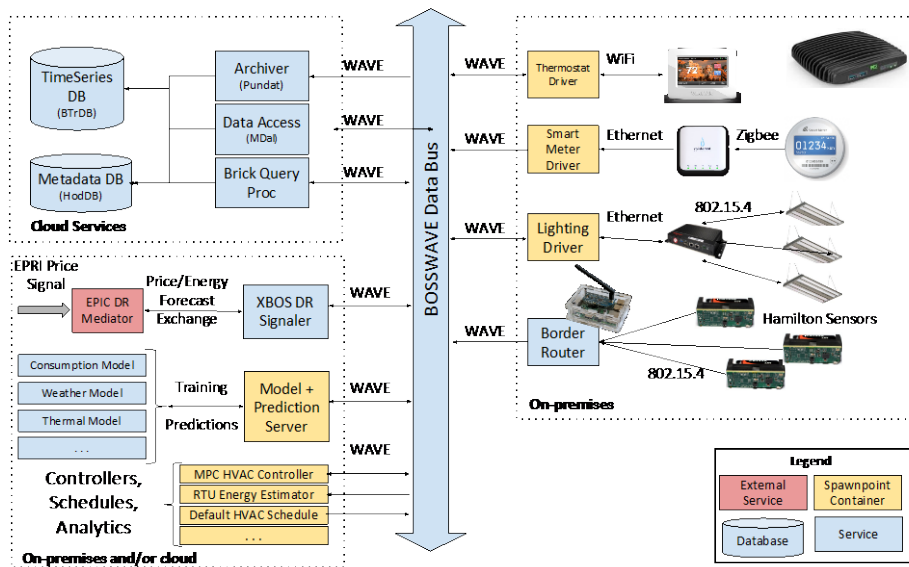 TimeSeries
DB
(BTrDB)
Metadata DB
(HodDB)
Archiver
(Pundat)
Data Access
(MDal)
Brick Query
Proc
Cloud Services
WAVE
WAVE
WAVE
BOSSWAVE Data Bus
WAVE
Thermostat
Driver
WiFi
WAVE
Smart
Meter
Driver
Ethernet
Zigbee
01234
WAVE
Lighting
Driver
Ethernet
802.15.4
WAVE
Border
Router
Hamilton Sensors
802.15.4
On-premises
EPRI Price
Signal
EPIC DR
Mediator
Price/Energy
Forecast
Exchange
XBOS DR
Signaler
WAVE
Consumption Model
Weather Model
Thermal Model
. . .
Training
Predictions
Model +
Prediction
Server
WAVE
WAVE
Controllers,
Schedules,
Analytics
MPC HVAC Controller
RTU Energy Estimator
Default HVAC Schedule
. . .
On-premises and/or cloud
Legend
External
Service
Spawnpoint
Container
Database
Service